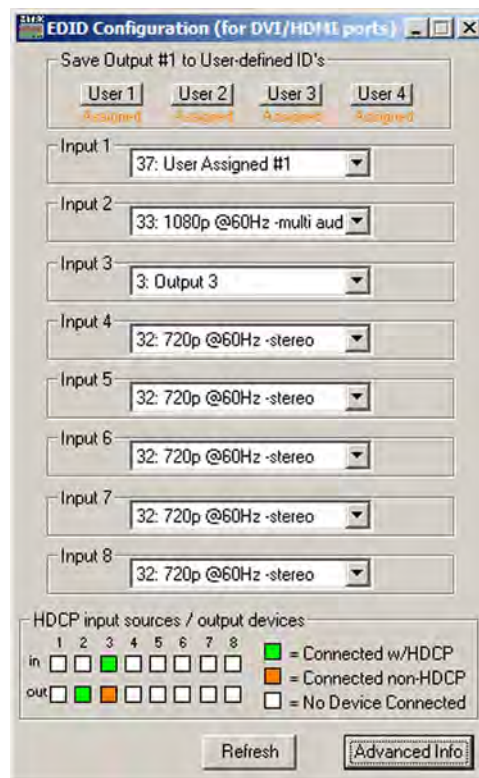 EDID Configuration (for DVI/HDMI ports)
Save Output #1 to User-defined ID's
User 1 User 2 User 3 User 4
Assigned Assigned Assigned Assigned
Input 1
37: User Assigned #1
Input 2
33: 1080p @60Hz -multi aud
Input 3
3: Output 3
Input 4
32: 720p @60Hz -stereo
Input 5
32: 720p @60Hz -stereo
Input 6
32: 720p @60Hz -stereo
Input 7
32: 720p @60Hz -stereo
Input 8
32: 720p @60Hz -stereo
HDCP input sources / output devices
1 2 3 4 5 6 7 8
in
= Connected w/HDCP
= Connected non-HDCP
out
= No Device Connected
Refresh Advanced Info